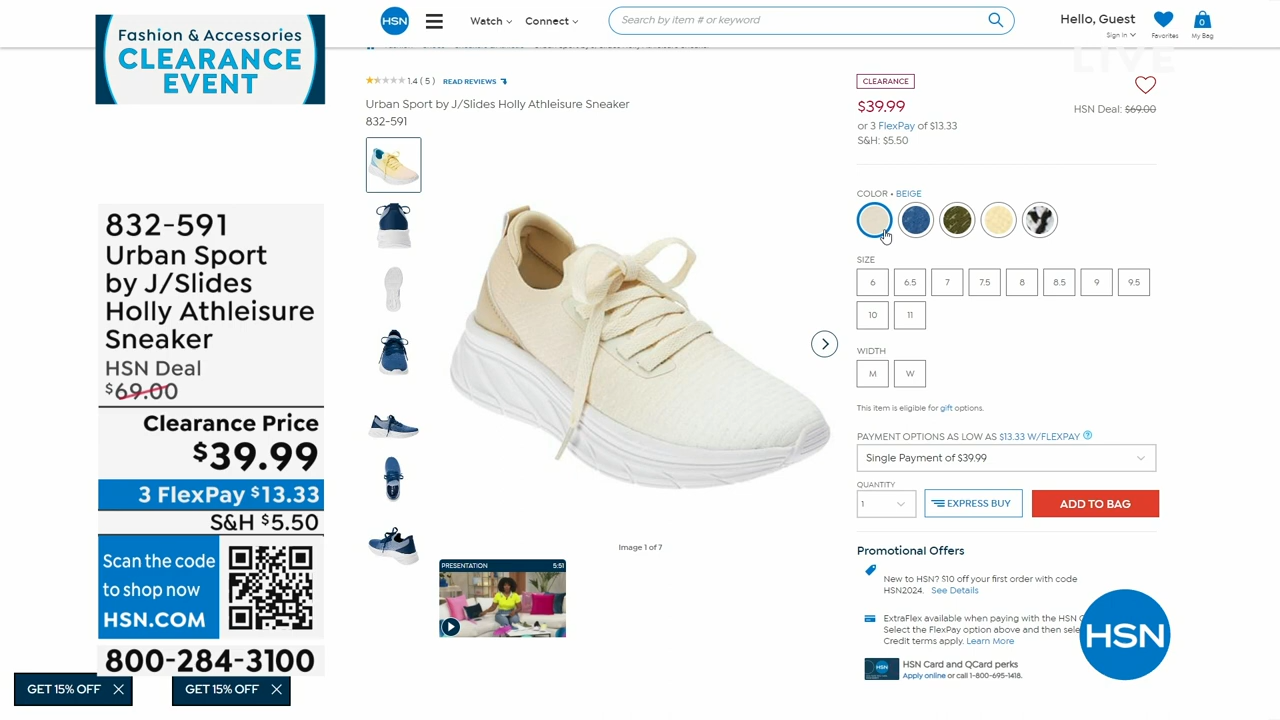 Fashion & Accessories
CLEARANCE
EVENT
HSN
Watch
Connect
Search by item # or keyword
Hello, Guest
Sign In
Favorites
0
My Bag
LIVE
1.4 ( 5 )
READ REVIEWS
Urban Sport by J/Slides Holly Athleisure Sneaker
832-591
CLEARANCE
$39.99
HSN Deal: $69.00
or 3 FlexPay of $13.33
S&H: $5.50
COLOR • BEIGE
SIZE
6
6.5
7
7.5
8
8.5
9
9.5
10
11
WIDTH
M
W
This item is eligible for gift options.
PAYMENT OPTIONS AS LOW AS $13.33 W/FLEXPAY
Single Payment of $39.99
QUANTITY
1
EXPRESS BUY
ADD TO BAG
Image 1 of 7
PRESENTATION
5:51
Promotional Offers
New to HSN? $10 off your first order with code
HSN2024. See Details
ExtraFlex available when paying with the HSN
Select the FlexPay option above and then
Credit terms apply. Learn More
HSN Card and QCard perks
Apply online or call 1-800-695-1418.
HSN
832-591
Urban Sport
by J/Slides
Holly Athleisure
Sneaker
HSN Deal
$69.00
Clearance Price
$39.99
3 FlexPay $13.33
S&H $5.50
Scan the code
to shop now
HSN.COM
800-284-3100
GET 15% OFF
GET 15% OFF